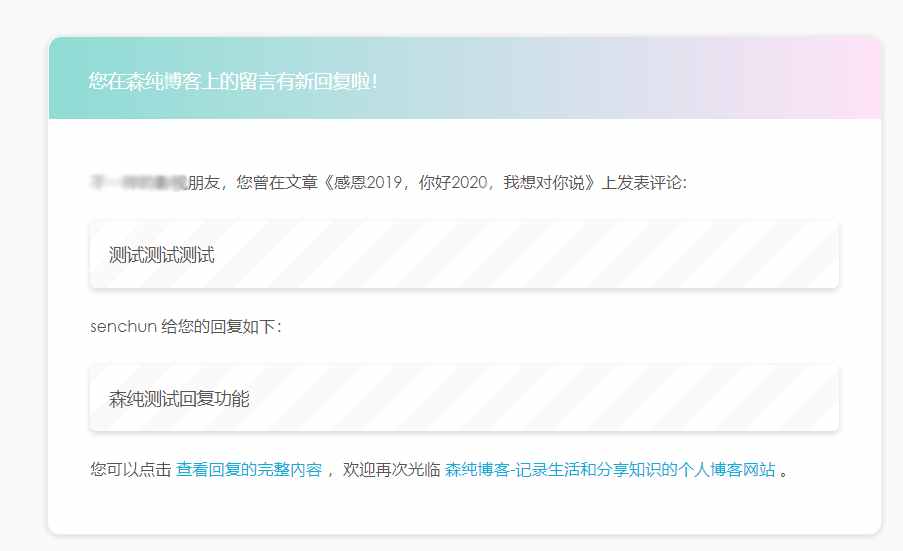 您在森纯博客上的留言有新回复啦！
朋友，您曾在文章《感恩2019，你好2020，我想对你说》上发表评论：
测试测试测试
senchun 给您的回复如下：
森纯测试回复功能
您可以点击 查看回复的完整内容 ，欢迎再次光临 森纯博客-记录生活和分享知识的个人博客网站 。